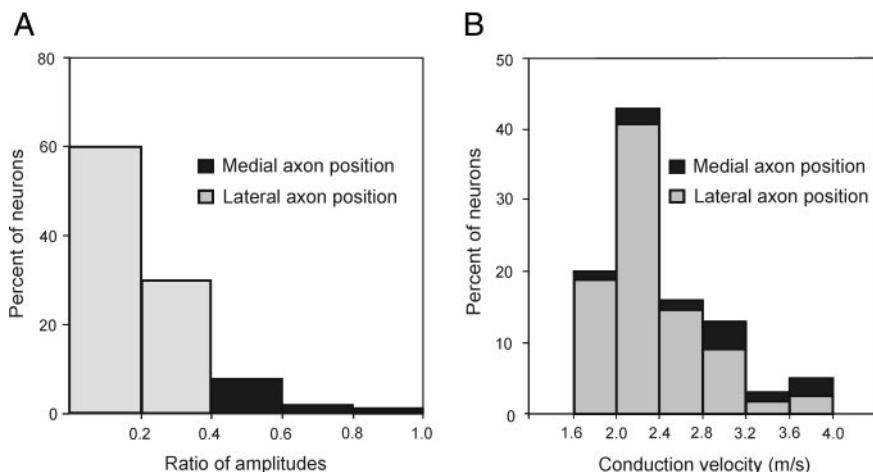 A
80
60
40
20
0
Percent of neurons
Medial axon position
Lateral axon position
0.2 0.4 0.6 0.8 1.0
Ratio of amplitudes
B
50
40
30
20
10
0
Percent of neurons
Medial axon position
Lateral axon position
1.6 2.0 2.4 2.8 3.2 3.6 4.0
Conduction velocity (m/s)